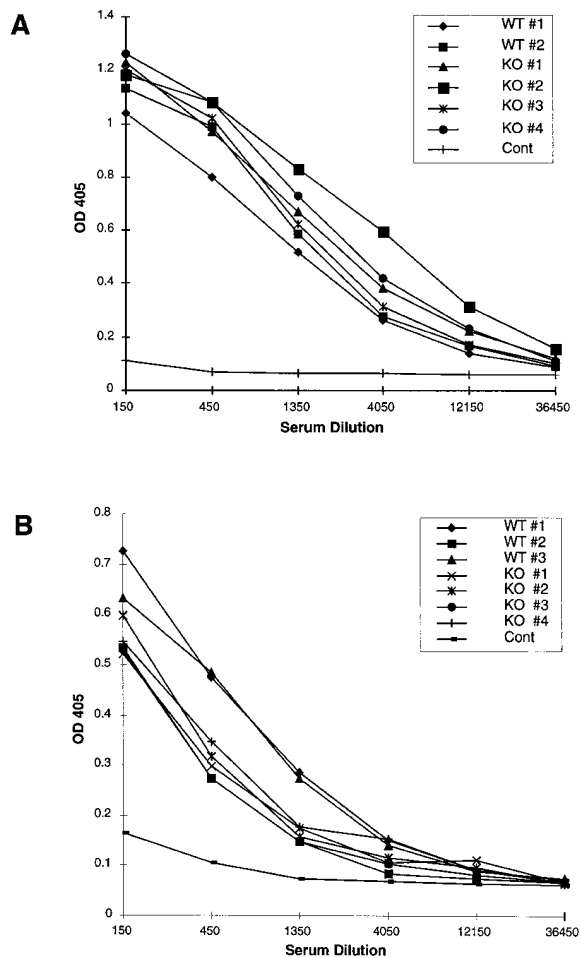 A
WT #1
WT #2
KO #1
KO #2
KO #3
KO #4
Cont
1.4
1.2
1
0.8
0.6
0.4
0.2
0
OD 405
150 450 1350 4050 12150 36450
Serum Dilution
B
WT #1
WT #2
WT #3
KO #1
KO #2
KO #3
KO #4
Cont
0.8
0.7
0.6
0.5
0.4
0.3
0.2
0.1
0
OD 405
150 450 1350 4050 12150 36450
Serum Dilution